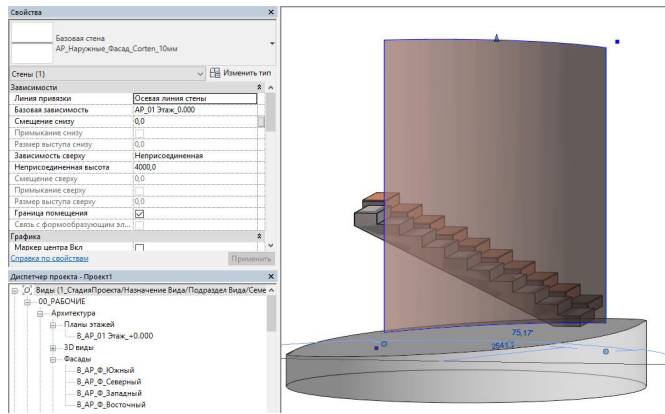 Свойства
Базовая стена
АР_Наружные_Фасад_Corten_10мм
Стены (1)
Изменить тип
Зависимости
Линия привязки Осевая линия стены
Базовая зависимость АР_01 Этаж_0.000
Смещение снизу 0,0
Примыкание снизу
Размер выступа снизу 0,0
Зависимость сверху Неприсоединенная
Неприсоединенная высота 4000,0
Смещение сверху 0,0
Примыкание сверху
Размер выступа сверху 0,0
Граница помещения
Связь с формообразующим эл...
Графика
Маркер центра Вкл
Справка по свойствам Применить
Диспетчер проекта - Проект1
Виды (1_СтадияПроекта/Назначение Вида/Подраздел Вида/Семе
00_РАБОЧИЕ
Архитектура
Планы этажей
В_АР_01 Этаж_+0.000
3D виды
Фасады
В_АР_Ф_Южный
В_АР_Ф_Северный
В_АР_Ф_Западный
В_АР_Ф_Восточный
75,17°